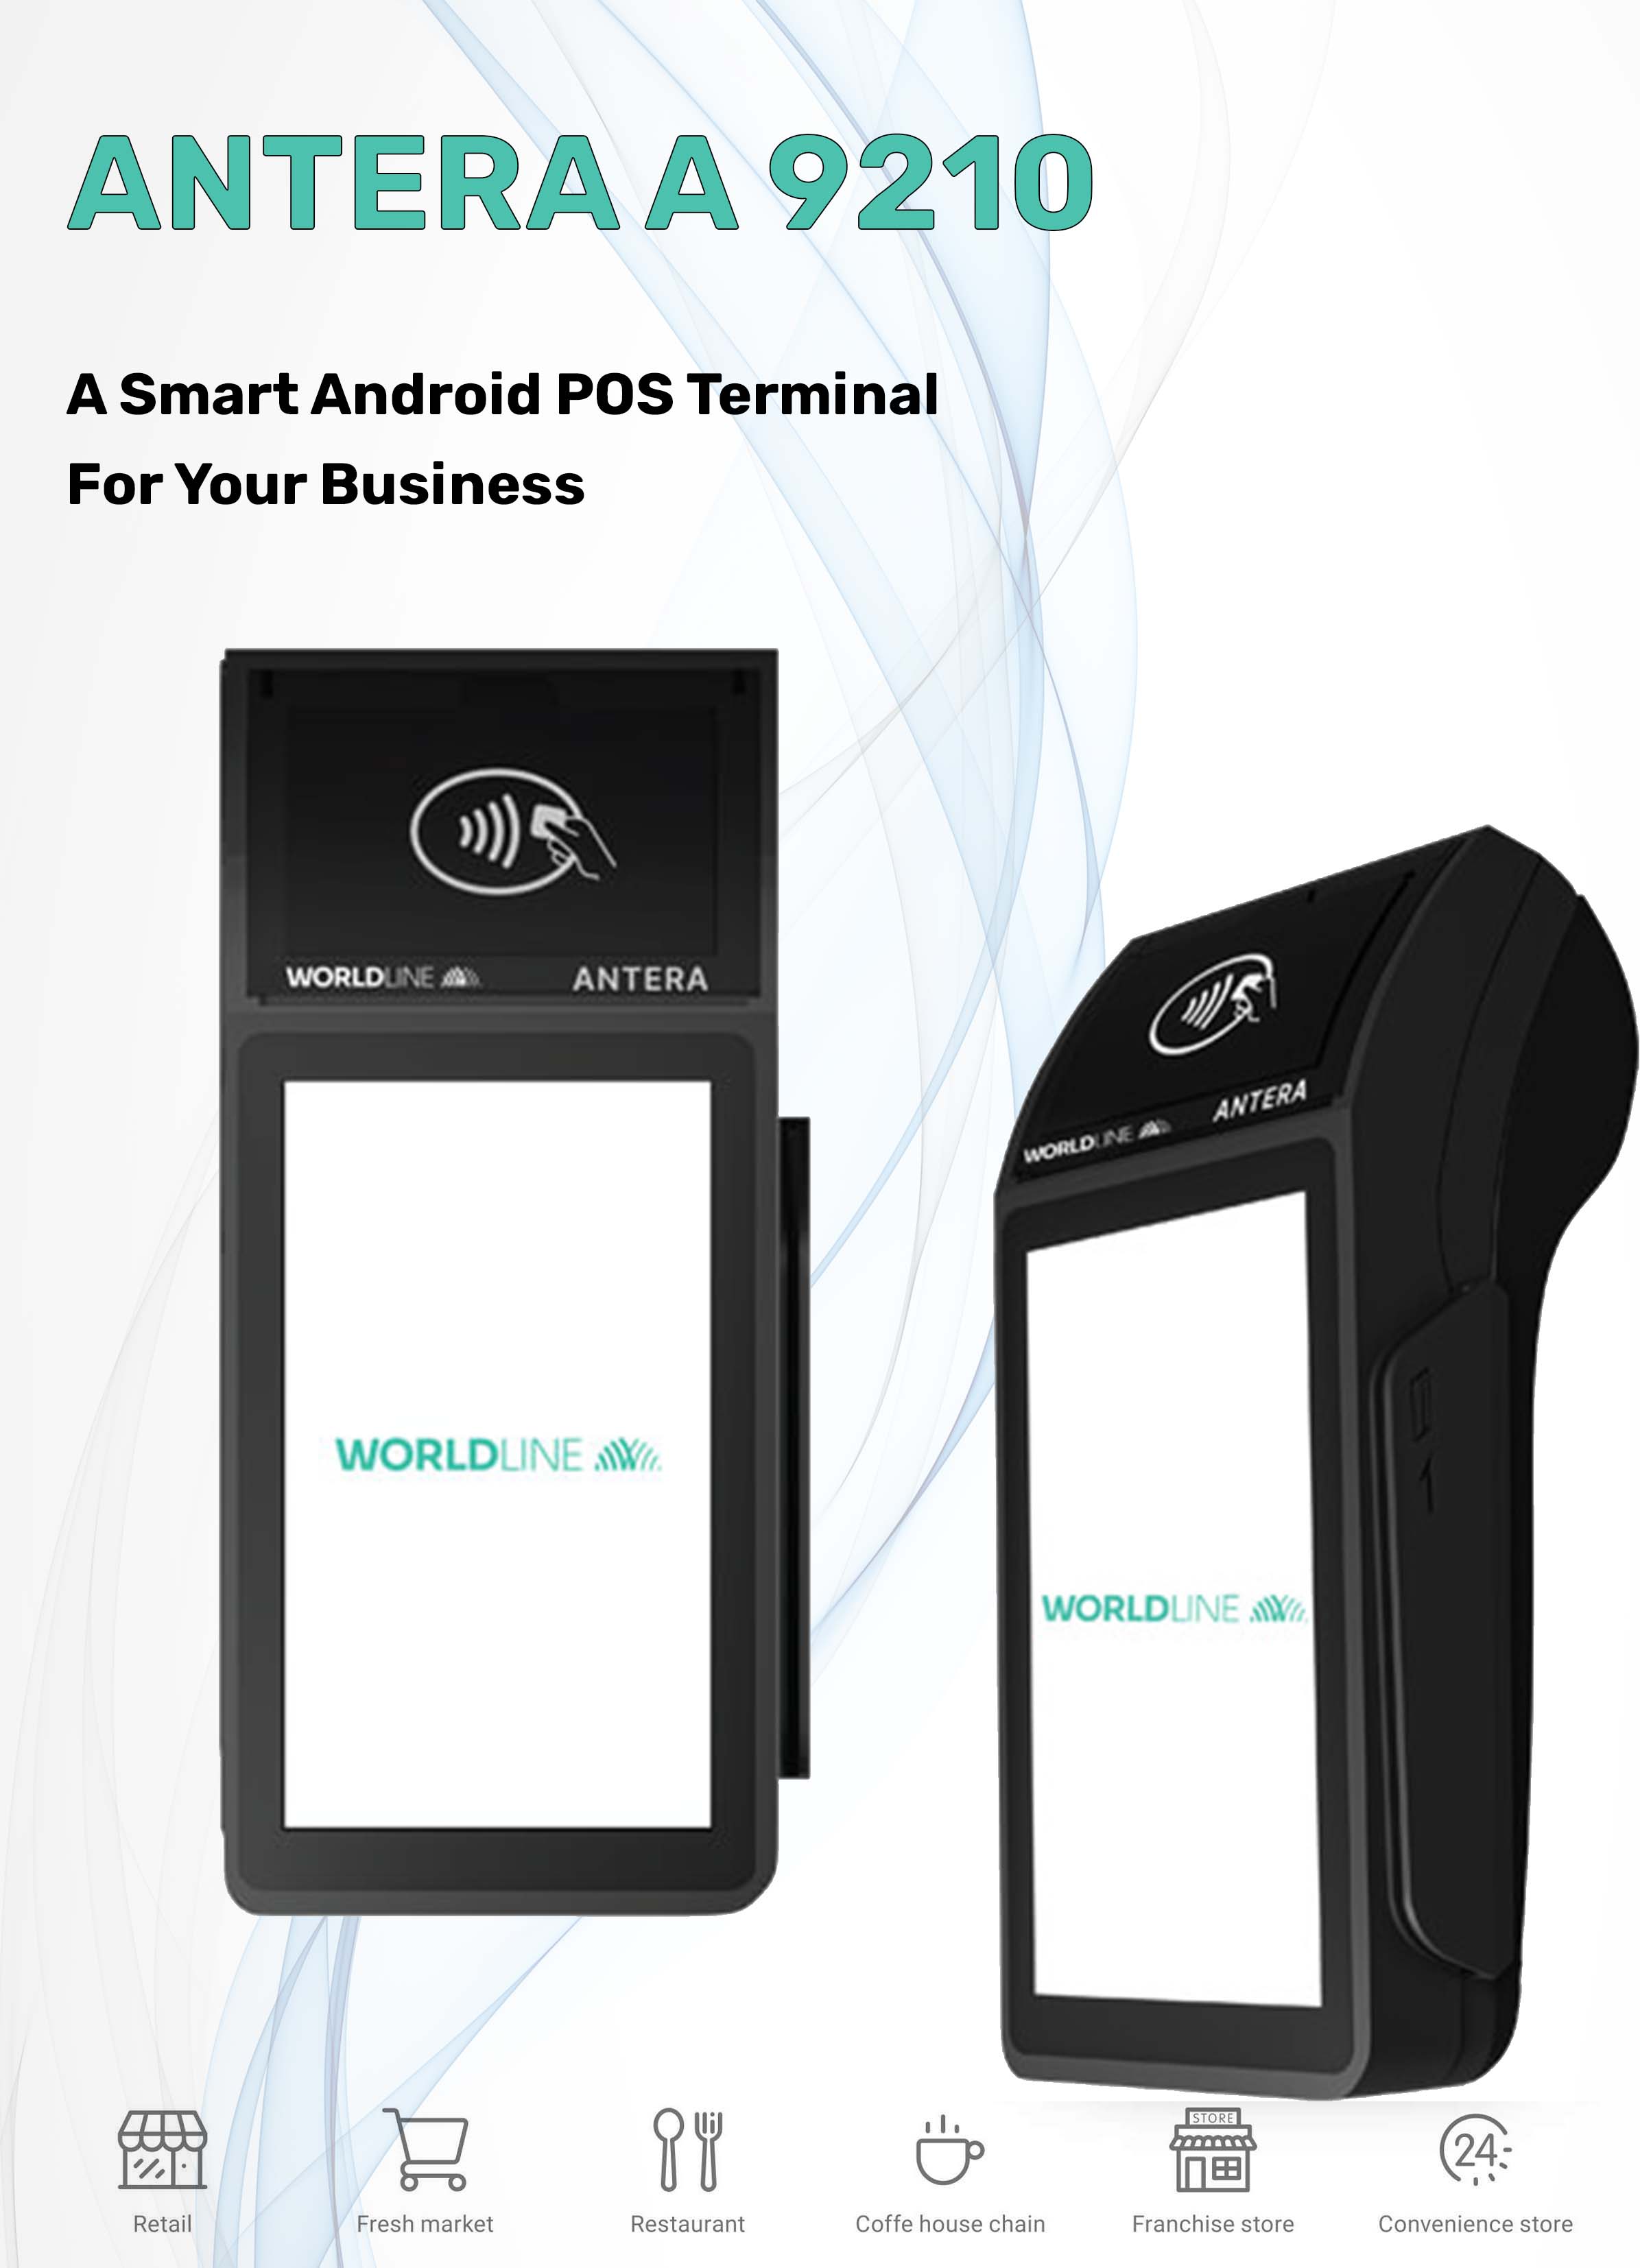 ANTERA A 9210
A Smart Android POS Terminal
For Your Business
WORLDLINE
ANTERA
WORLDLINE
WORLDLINE
ANTERA
WORLDLINE
STORE
24
Retail
Fresh market
Restaurant
Coffe house chain
Franchise store
Convenience store